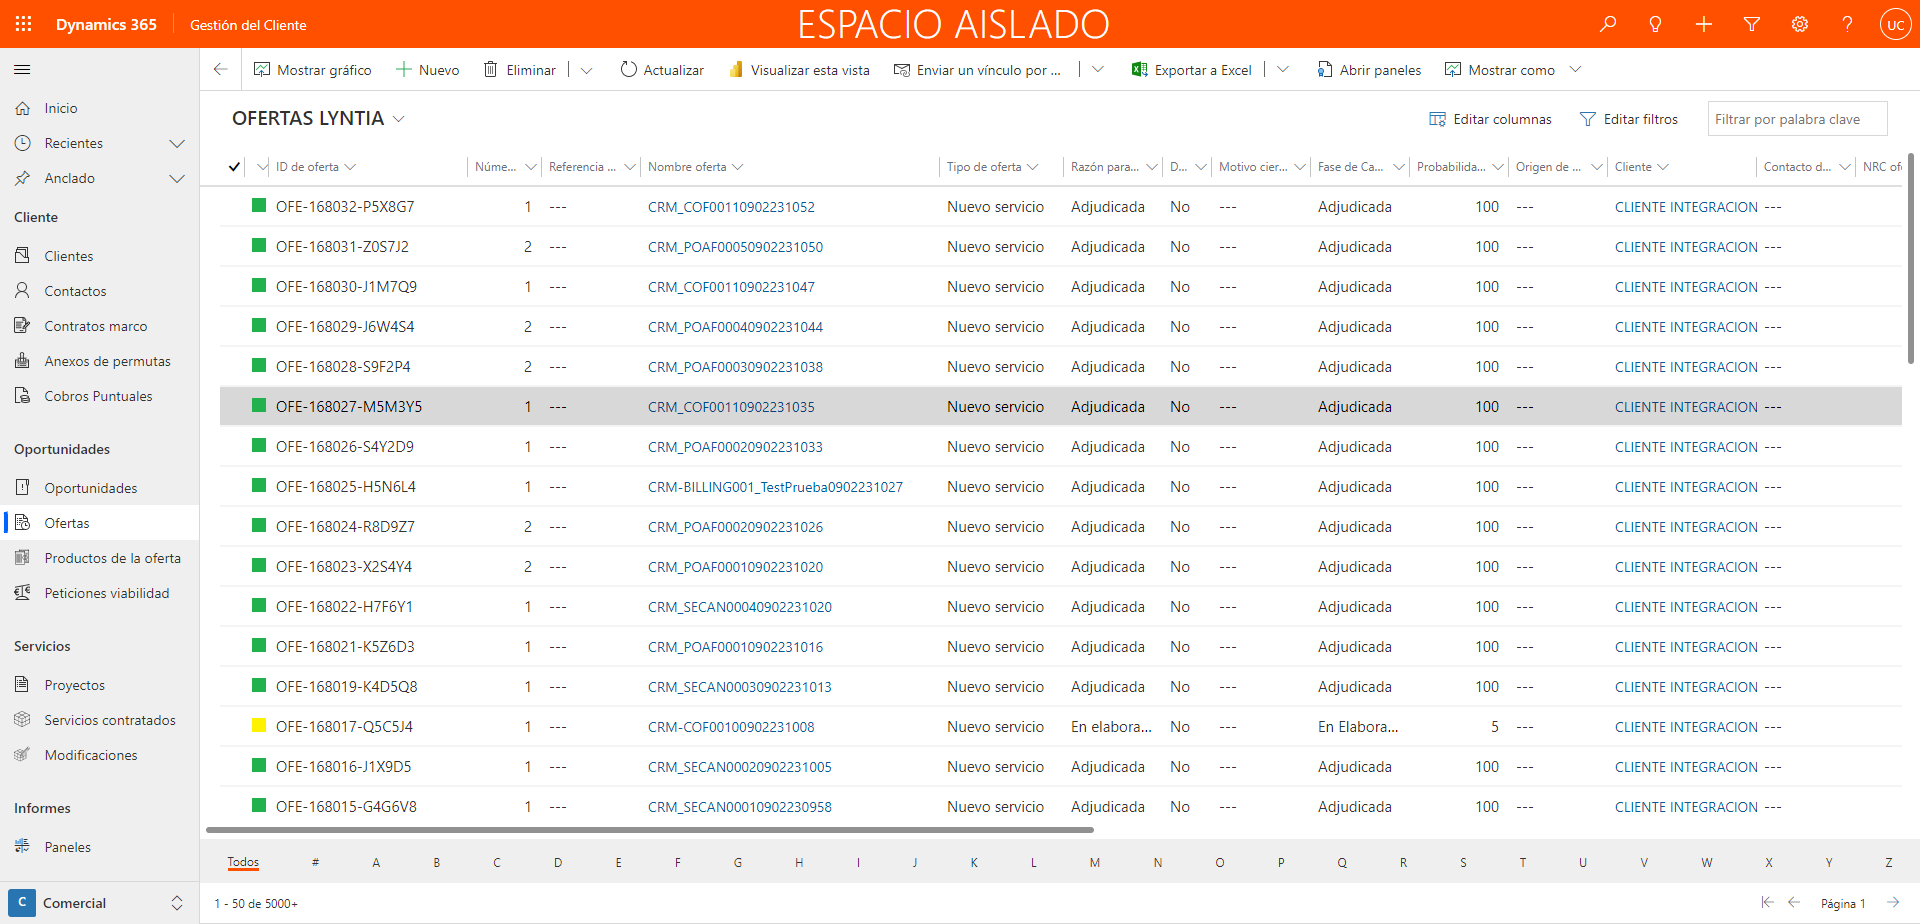 Dynamics 365 Gestión del Cliente ESPACIO AISLADO UC
Mostrar gráfico Nuevo Eliminar Actualizar Visualizar esta vista Enviar un vínculo por ... Exportar a Excel Abrir paneles Mostrar como
Inicio
Recientes
Anclado
Cliente
Clientes
Contactos
Contratos marco
Anexos de permutas
Cobros Puntuales
Oportunidades
Oportunidades
Ofertas
Productos de la oferta
Peticiones viabilidad
Servicios
Proyectos
Servicios contratados
Modificaciones
Informes
Paneles
C Comercial
OFERTAS LYNTIA Editar columnas Editar filtros Filtrar por palabra clave
ID de oferta Núme... Referencia ... Nombre oferta Tipo de oferta Razón para... D... Motivo cier... Fase de Ca... Probabilida... Origen de ... Cliente Contacto d... NRC ofe
OFE-168032-P5X8G7 1 --- CRM_COF00110902231052 Nuevo servicio Adjudicada No --- Adjudicada 100 --- CLIENTE INTEGRACION ---
OFE-168031-Z0S7J2 2 --- CRM_POAF00050902231050 Nuevo servicio Adjudicada No --- Adjudicada 100 --- CLIENTE INTEGRACION ---
OFE-168030-J1M7Q9 1 --- CRM_COF00110902231047 Nuevo servicio Adjudicada No --- Adjudicada 100 --- CLIENTE INTEGRACION ---
OFE-168029-J6W4S4 2 --- CRM_POAF00040902231044 Nuevo servicio Adjudicada No --- Adjudicada 100 --- CLIENTE INTEGRACION ---
OFE-168028-S9F2P4 2 --- CRM_POAF00030902231038 Nuevo servicio Adjudicada No --- Adjudicada 100 --- CLIENTE INTEGRACION ---
OFE-168027-M5M3Y5 1 --- CRM_COF00110902231035 Nuevo servicio Adjudicada No --- Adjudicada 100 --- CLIENTE INTEGRACION ---
OFE-168026-S4Y2D9 1 --- CRM_POAF00020902231033 Nuevo servicio Adjudicada No --- Adjudicada 100 --- CLIENTE INTEGRACION ---
OFE-168025-H5N6L4 1 --- CRM-BILLING001_TestPrueba0902231027 Nuevo servicio Adjudicada No --- Adjudicada 100 --- CLIENTE INTEGRACION ---
OFE-168024-R8D9Z7 2 --- CRM_POAF00020902231026 Nuevo servicio Adjudicada No --- Adjudicada 100 --- CLIENTE INTEGRACION ---
OFE-168023-X2S4Y4 2 --- CRM_POAF00010902231020 Nuevo servicio Adjudicada No --- Adjudicada 100 --- CLIENTE INTEGRACION ---
OFE-168022-H7F6Y1 1 --- CRM_SECAN00040902231020 Nuevo servicio Adjudicada No --- Adjudicada 100 --- CLIENTE INTEGRACION ---
OFE-168021-K5Z6D3 1 --- CRM_POAF00010902231016 Nuevo servicio Adjudicada No --- Adjudicada 100 --- CLIENTE INTEGRACION ---
OFE-168019-K4D5Q8 1 --- CRM_SECAN00030902231013 Nuevo servicio Adjudicada No --- Adjudicada 100 --- CLIENTE INTEGRACION ---
OFE-168017-Q5C5J4 1 --- CRM-COF00100902231008 Nuevo servicio En elabora... No --- En Elabora... 5 --- CLIENTE INTEGRACION ---
OFE-168016-J1X9D5 1 --- CRM_SECAN00020902231005 Nuevo servicio Adjudicada No --- Adjudicada 100 --- CLIENTE INTEGRACION ---
OFE-168015-G4G6V8 1 --- CRM_SECAN00010902230958 Nuevo servicio Adjudicada No --- Adjudicada 100 --- CLIENTE INTEGRACION ---
Todos # A B C D E F G H I J K L M N O P Q R S T U V W X Y Z
1 - 50 de 5000+ Página 1